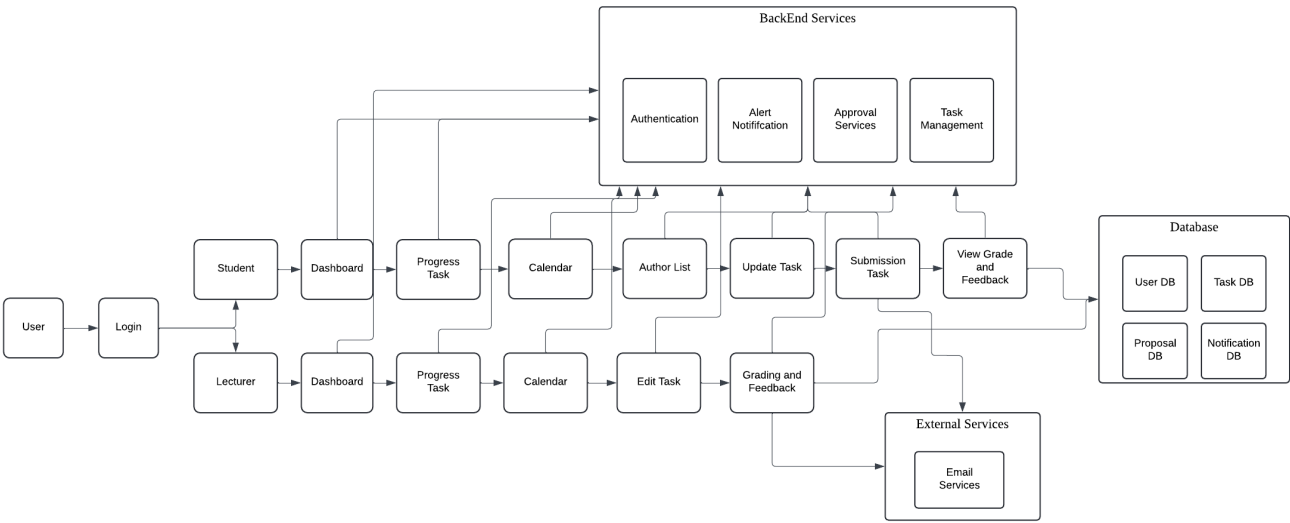 BackEnd Services
Authentication
Alert
Notififcation
Approval
Services
Task
Management
Student
Dashboard
Progress
Task
Calendar
Author List
Update Task
Submission
Task
View Grade
and
Feedback
Database
User DB
Task DB
Proposal
DB
Notification
DB
User
Login
Lecturer
Dashboard
Progress
Task
Calendar
Edit Task
Grading and
Feedback
External Services
Email
Services